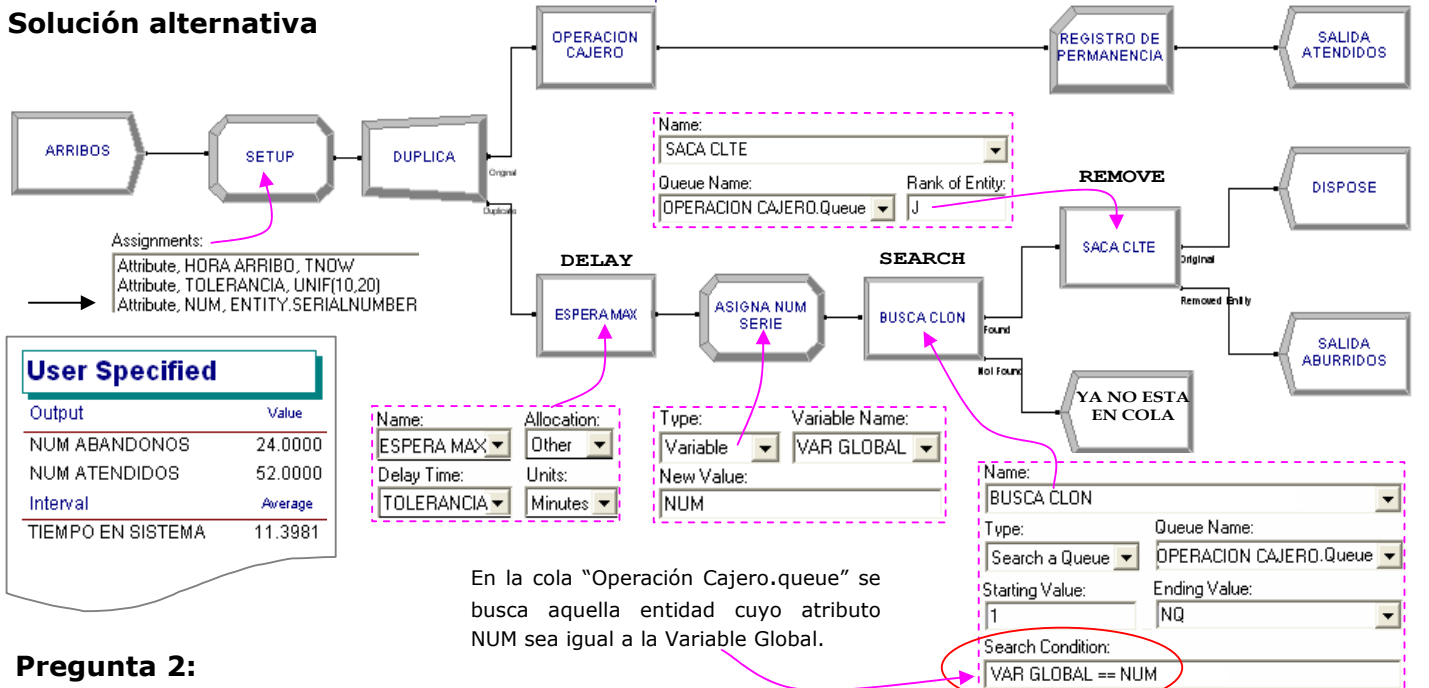 Solución alternativa
OPERACION
CAJERO
REGISTRO DE
PERMANENCIA
SALIDA
ATENDIDOS
ARRIBOS
SETUP
DUPLICA
Original
Duplicate
Name:
SACA CLTE
Queue Name:
Rank of Entity:
OPERACION CAJERO.Queue
J
REMOVE
DISPOSE
SACA CLTE
Original
Removed Entity
SALIDA
ABURRIDOS
Assignments:
Attribute, HORA ARRIBO, TNOW
Attribute, TOLERANCIA, UNIF(10,20)
Attribute, NUM, ENTITY.SERIALNUMBER
DELAY
ESPERA MAX
ASIGNA NUM
SERIE
SEARCH
BUSCA CLON
Found
Not Found
YA NO ESTA
EN COLA
User Specified
Output Value
NUM ABANDONOS 24.0000
NUM ATENDIDOS 52.0000
Interval Average
TIEMPO EN SISTEMA 11.3981
Name: Allocation:
ESPERA MAX Other
Delay Time: Units:
TOLERANCIA Minutes
Type: Variable Name:
Variable VAR GLOBAL
New Value:
NUM
Name:
BUSCA CLON
Type: Queue Name:
Search a Queue OPERACION CAJERO.Queue
Starting Value: Ending Value:
1 NQ
Search Condition:
VAR GLOBAL == NUM
En la cola “Operación Cajero.queue” se
busca aquella entidad cuyo atributo
NUM sea igual a la Variable Global.
Pregunta 2: